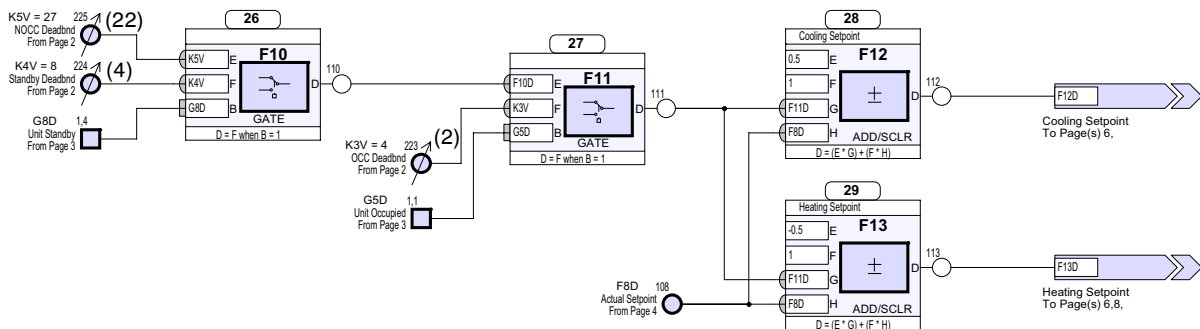 K5V = 27 225 (22)
NOCC Deadbnd
From Page 2
K4V = 8 224 (4)
Standby Deadbnd
From Page 2
G8D 1,4
Unit Standby
From Page 3
26
F10
K5V E
K4V F D 110
G8D B
GATE
D = F when B = 1
K3V = 4 223 (2)
OCC Deadbnd
From Page 2
G5D 1,1
Unit Occupied
From Page 3
27
F11
F10D E
K3V F D 111
G5D B
GATE
D = F when B = 1
F8D 108
Actual Setpoint
From Page 4
28
Cooling Setpoint
F12
0.5 E
1 F ± D 112
F11D G
F8D H
ADD/SCLR
D = (E * G) + (F * H)
F12D
Cooling Setpoint
To Page(s) 6,
29
Heating Setpoint
F13
-0.5 E
1 F ± D 113
F11D G
F8D H
ADD/SCLR
D = (E * G) + (F * H)
F13D
Heating Setpoint
To Page(s) 6,8,